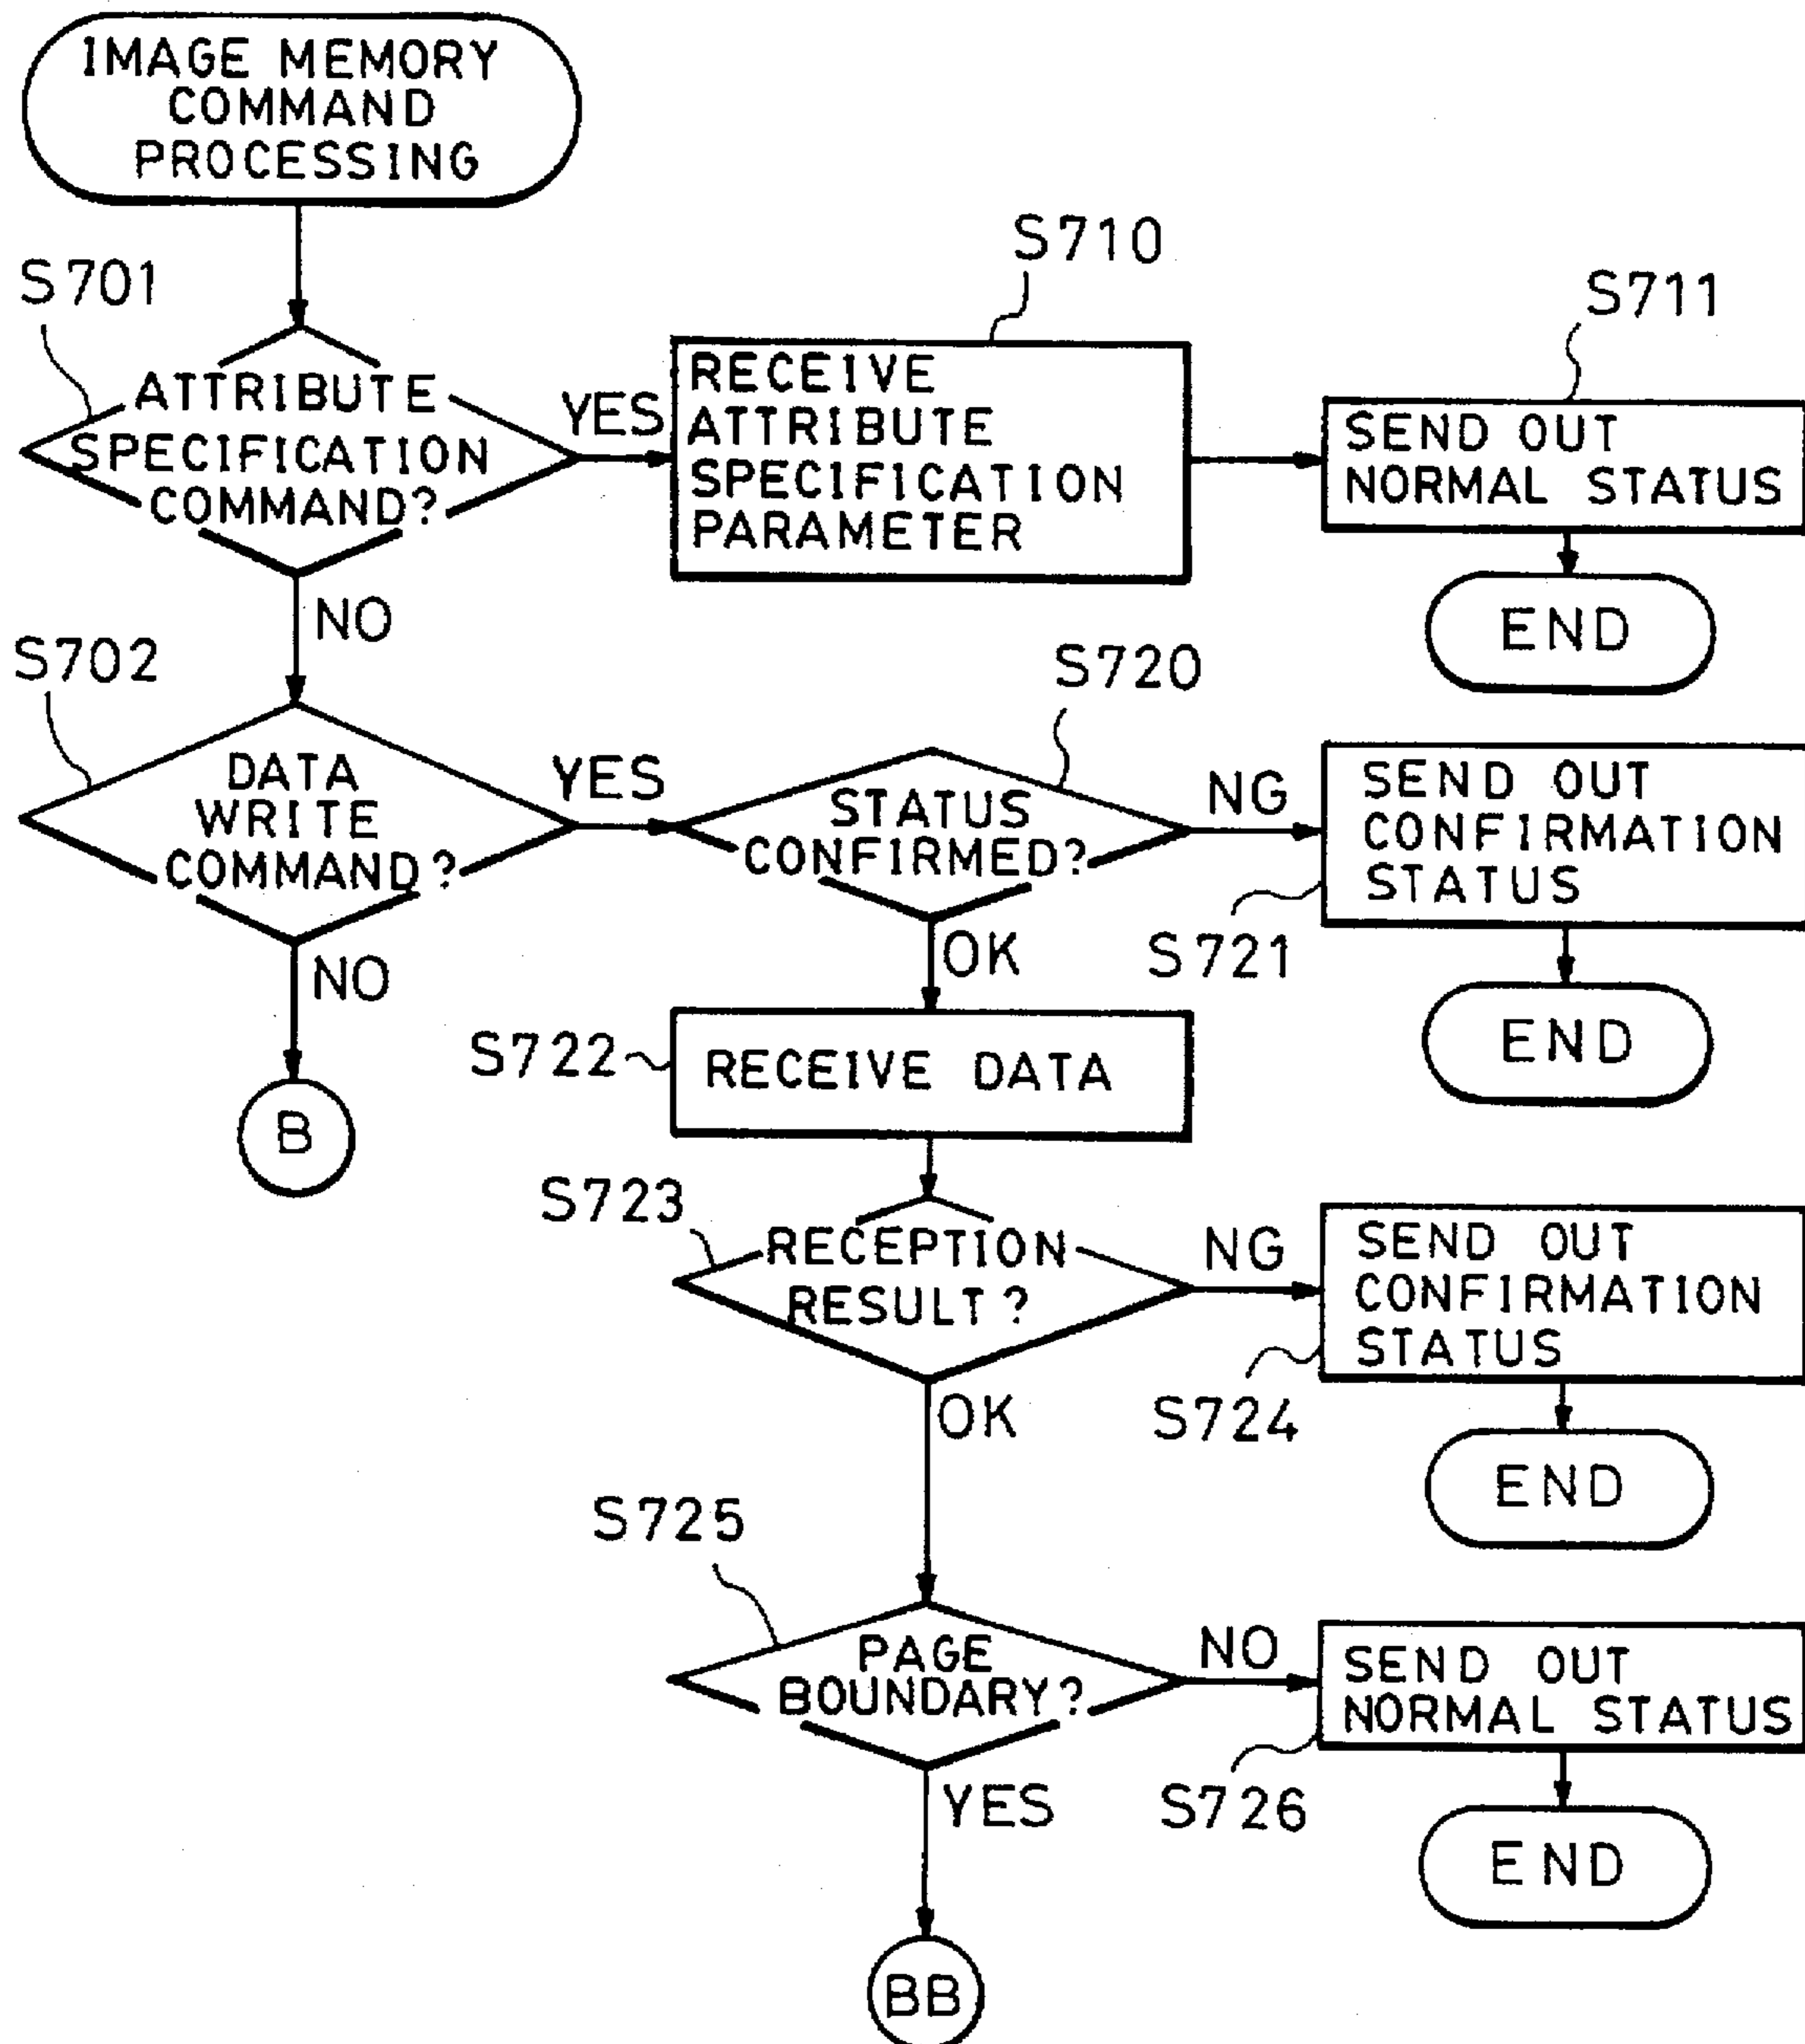 IMAGE MEMORY
COMMAND
PROCESSING
S701
ATTRIBUTE
SPECIFICATION
COMMAND?
YES
S710
RECEIVE
ATTRIBUTE
SPECIFICATION
PARAMETER
S711
SEND OUT
NORMAL STATUS
END
NO
S702
DATA
WRITE
COMMAND?
YES
S720
STATUS
CONFIRMED?
NG
SEND OUT
CONFIRMATION
STATUS
S721
END
NO
B
OK
S722
RECEIVE DATA
S723
RECEPTION
RESULT?
NG
SEND OUT
CONFIRMATION
STATUS
S724
END
OK
S725
PAGE
BOUNDARY?
NO
SEND OUT
NORMAL STATUS
S726
END
YES
BB